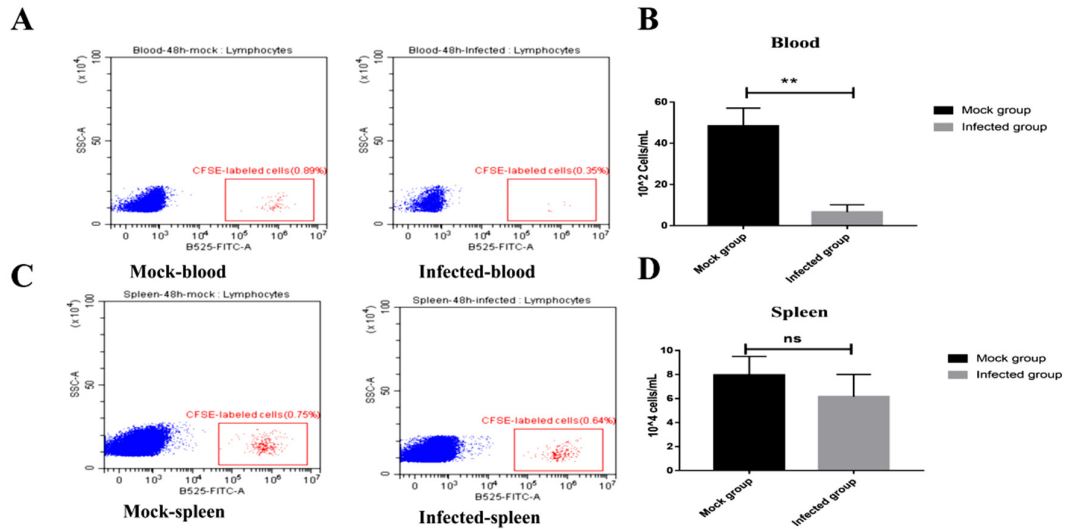 A
Blood-48h-mock : Lymphocytes
(x 10⁴)
100
50
0
SSC-A
CFSE-labeled cells(0.89%)
0 10³ 10⁴ 10⁵ 10⁶ 10⁷
B525-FITC-A
Mock-blood
Blood-48h-Infected : Lymphocytes
(x 10⁴)
100
50
0
SSC-A
CFSE-labeled cells(0.35%)
0 10³ 10⁴ 10⁵ 10⁶ 10⁷
B525-FITC-A
Infected-blood
B
Blood
**
10^2 Cells/mL
60
40
20
0
Mock group
Infected group
Mock group
Infected group
C
Spleen-48h-mock : Lymphocytes
(x 10⁴)
100
50
0
SSC-A
CFSE-labeled cells(0.75%)
0 10³ 10⁴ 10⁵ 10⁶ 10⁷
B525-FITC-A
Mock-spleen
Spleen-48h-infected : Lymphocytes
(x 10⁴)
100
50
0
SSC-A
CFSE-labeled cells(0.64%)
0 10³ 10⁴ 10⁵ 10⁶ 10⁷
B525-FITC-A
Infected-spleen
D
Spleen
ns
10^4 cells/mL
10
8
6
4
2
0
Mock group
Infected group
Mock group
Infected group